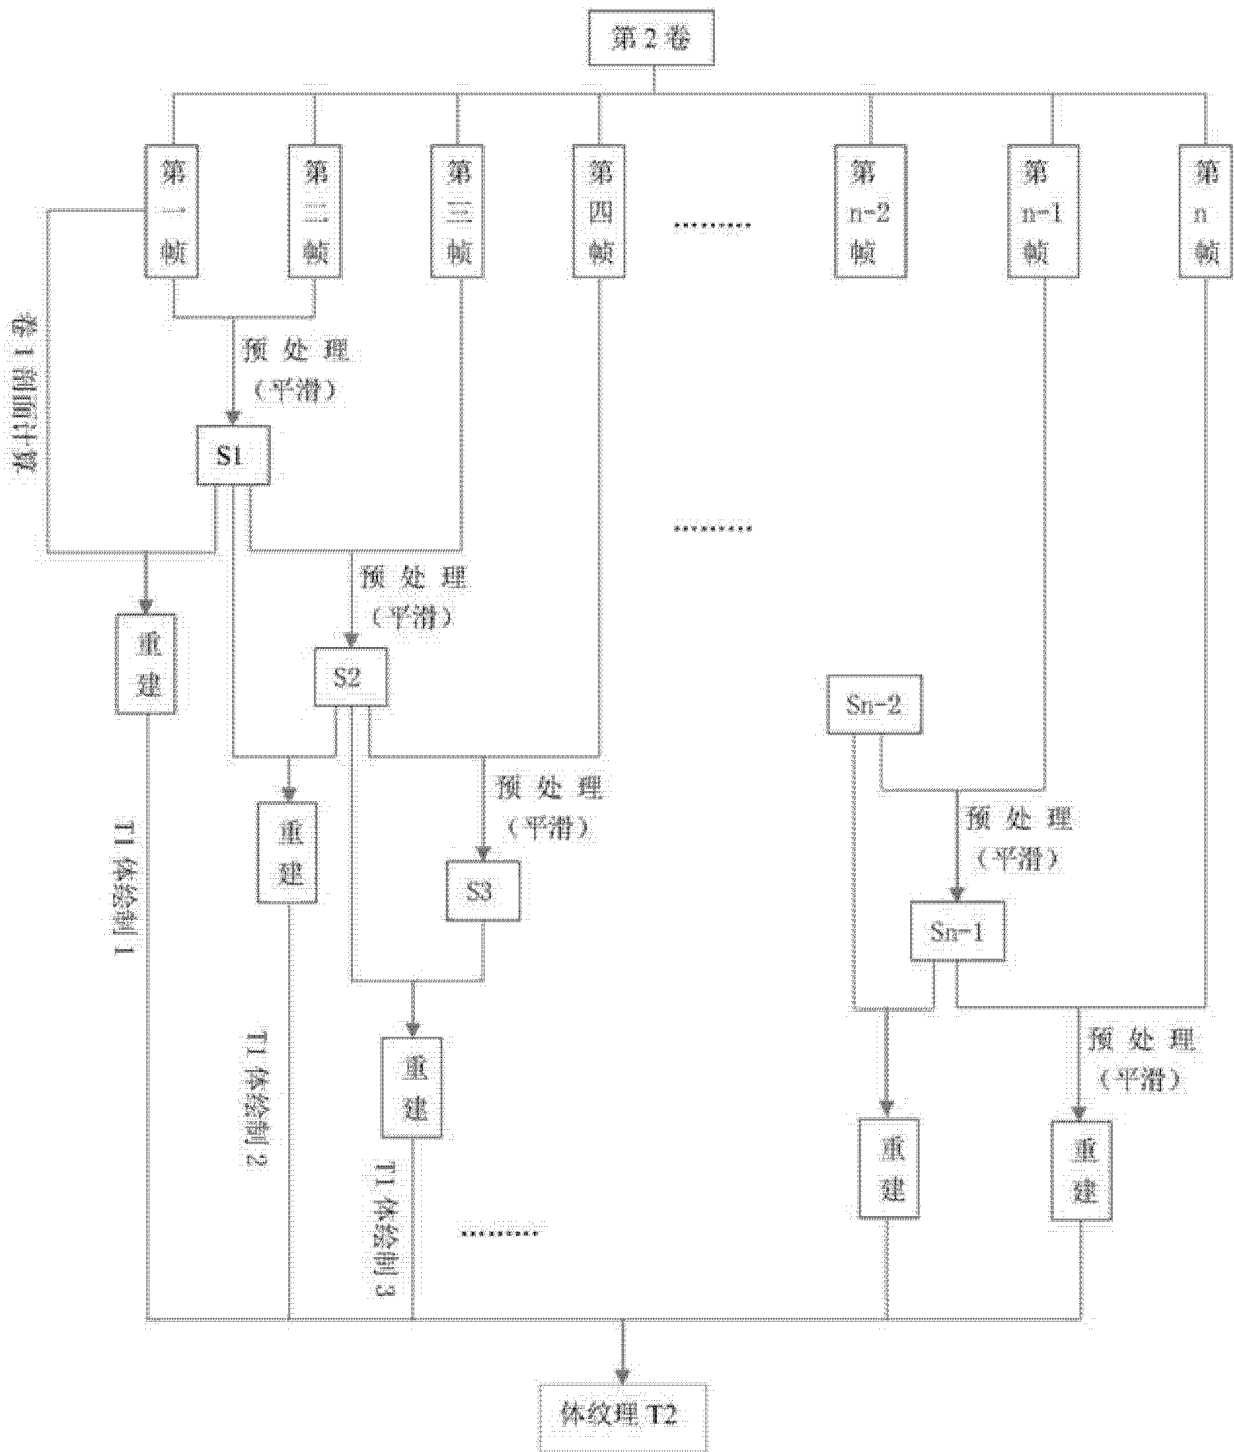 第2卷
第一帧
第二帧
第三帧
第四帧
………
第n-2帧
第n-1帧
第n帧
卷1剖面计算
预处理
（平滑）
S1
………
预处理
（平滑）
重建
S2
Sn-2
预处理
（平滑）
重建
预处理
（平滑）
T1体绘制1
S3
Sn-1
T1体绘制2
重建
预处理
（平滑）
重建
重建
T1体绘制3
………
体纹理T2